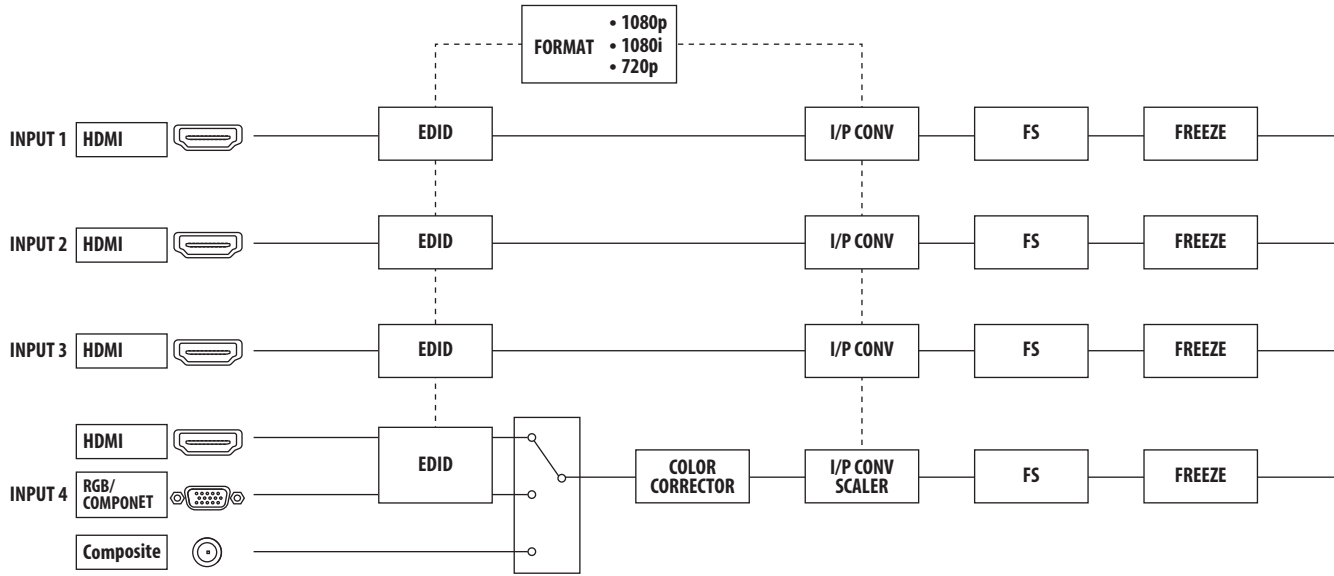 FORMAT
• 1080p
• 1080i
• 720p
INPUT 1 HDMI EDID I/P CONV FS FREEZE
INPUT 2 HDMI EDID I/P CONV FS FREEZE
INPUT 3 HDMI EDID I/P CONV FS FREEZE
HDMI
INPUT 4
RGB/
COMPONET
Composite
EDID
COLOR
CORRECTOR
I/P CONV
SCALER
FS
FREEZE